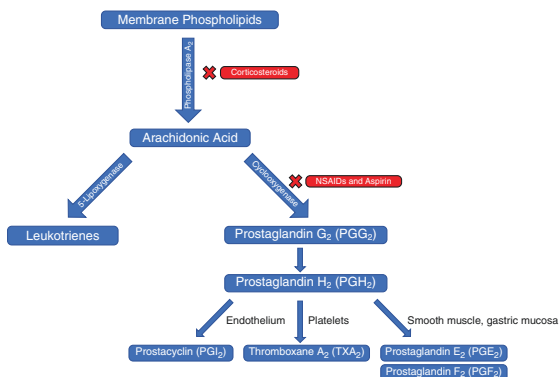 Membrane Phospholipids
Phospholipase A₂
Corticosteroids
Arachidonic Acid
5-Lipoxygenase
Cyclooxygenase
NSAIDs and Aspirin
Leukotrienes
Prostaglandin G₂ (PGG₂)
Prostaglandin H₂ (PGH₂)
Endothelium
Platelets
Smooth muscle, gastric mucosa
Prostacyclin (PGI₂)
Thromboxane A₂ (TXA₂)
Prostaglandin E₂ (PGE₂)
Prostaglandin F₂ (PGF₂)